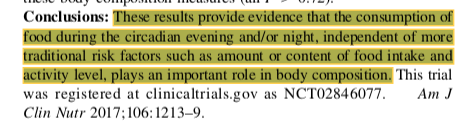 Conclusions: These results provide evidence that the consumption of
food during the circadian evening and/or night, independent of more
traditional risk factors such as amount or content of food intake and
activity level, plays an important role in body composition. This trial
was registered at clinicaltrials.gov as NCT02846077. Am J
Clin Nutr 2017;106:1213–9.